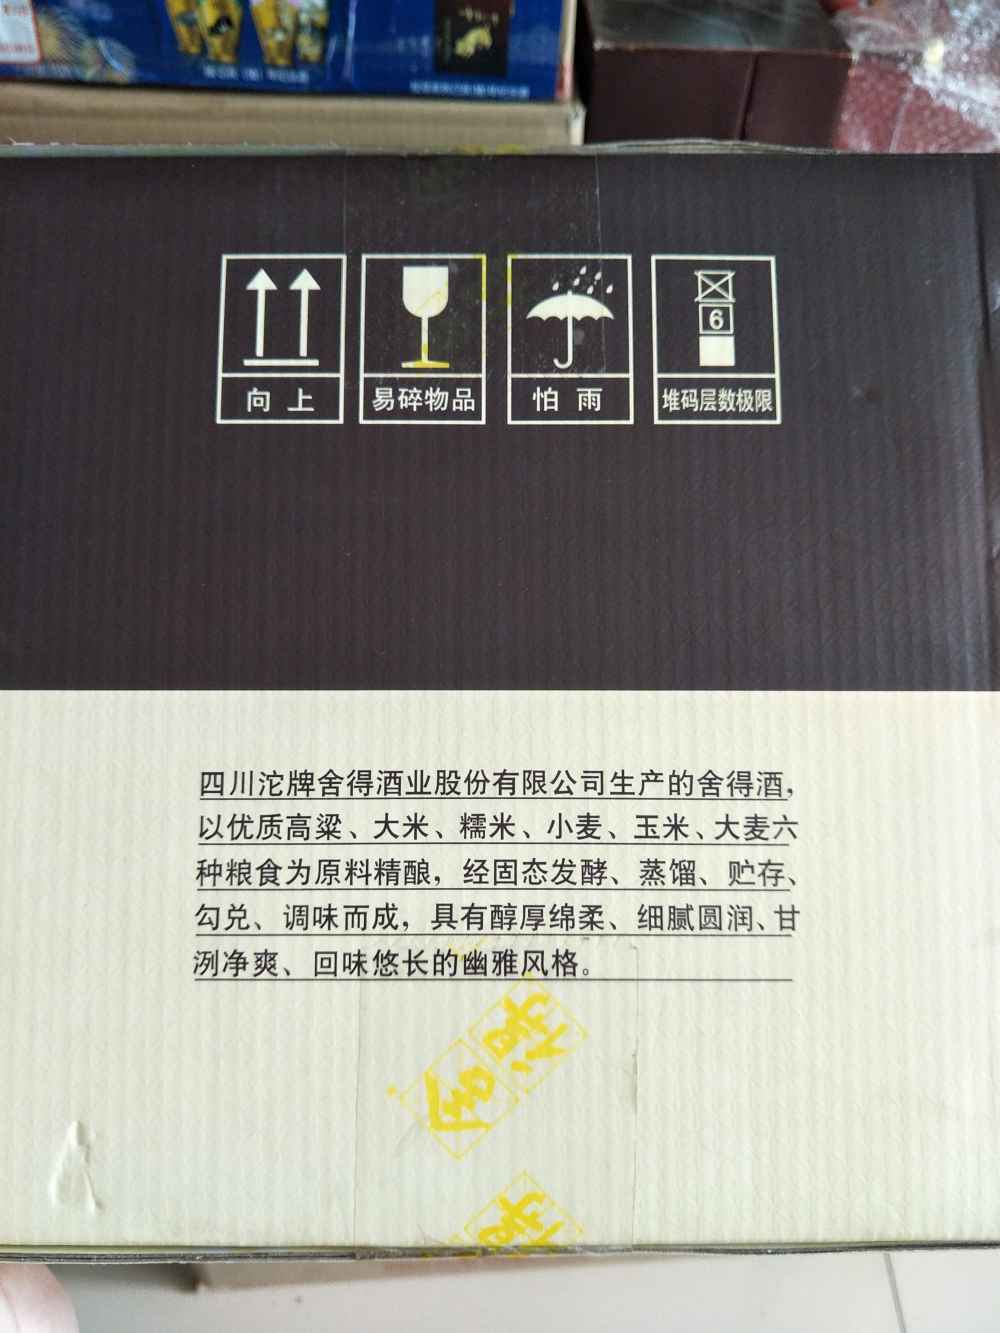 向上
易碎物品
怕雨
6
堆码层数极限
四川沱牌舍得酒业股份有限公司生产的舍得酒，
以优质高粱、大米、糯米、小麦、玉米、大麦六
种粮食为原料精酿，经固态发酵、蒸馏、贮存、
勾兑、调味而成，具有醇厚绵柔、细腻圆润、甘
洌净爽、回味悠长的幽雅风格。
舍得
舍得